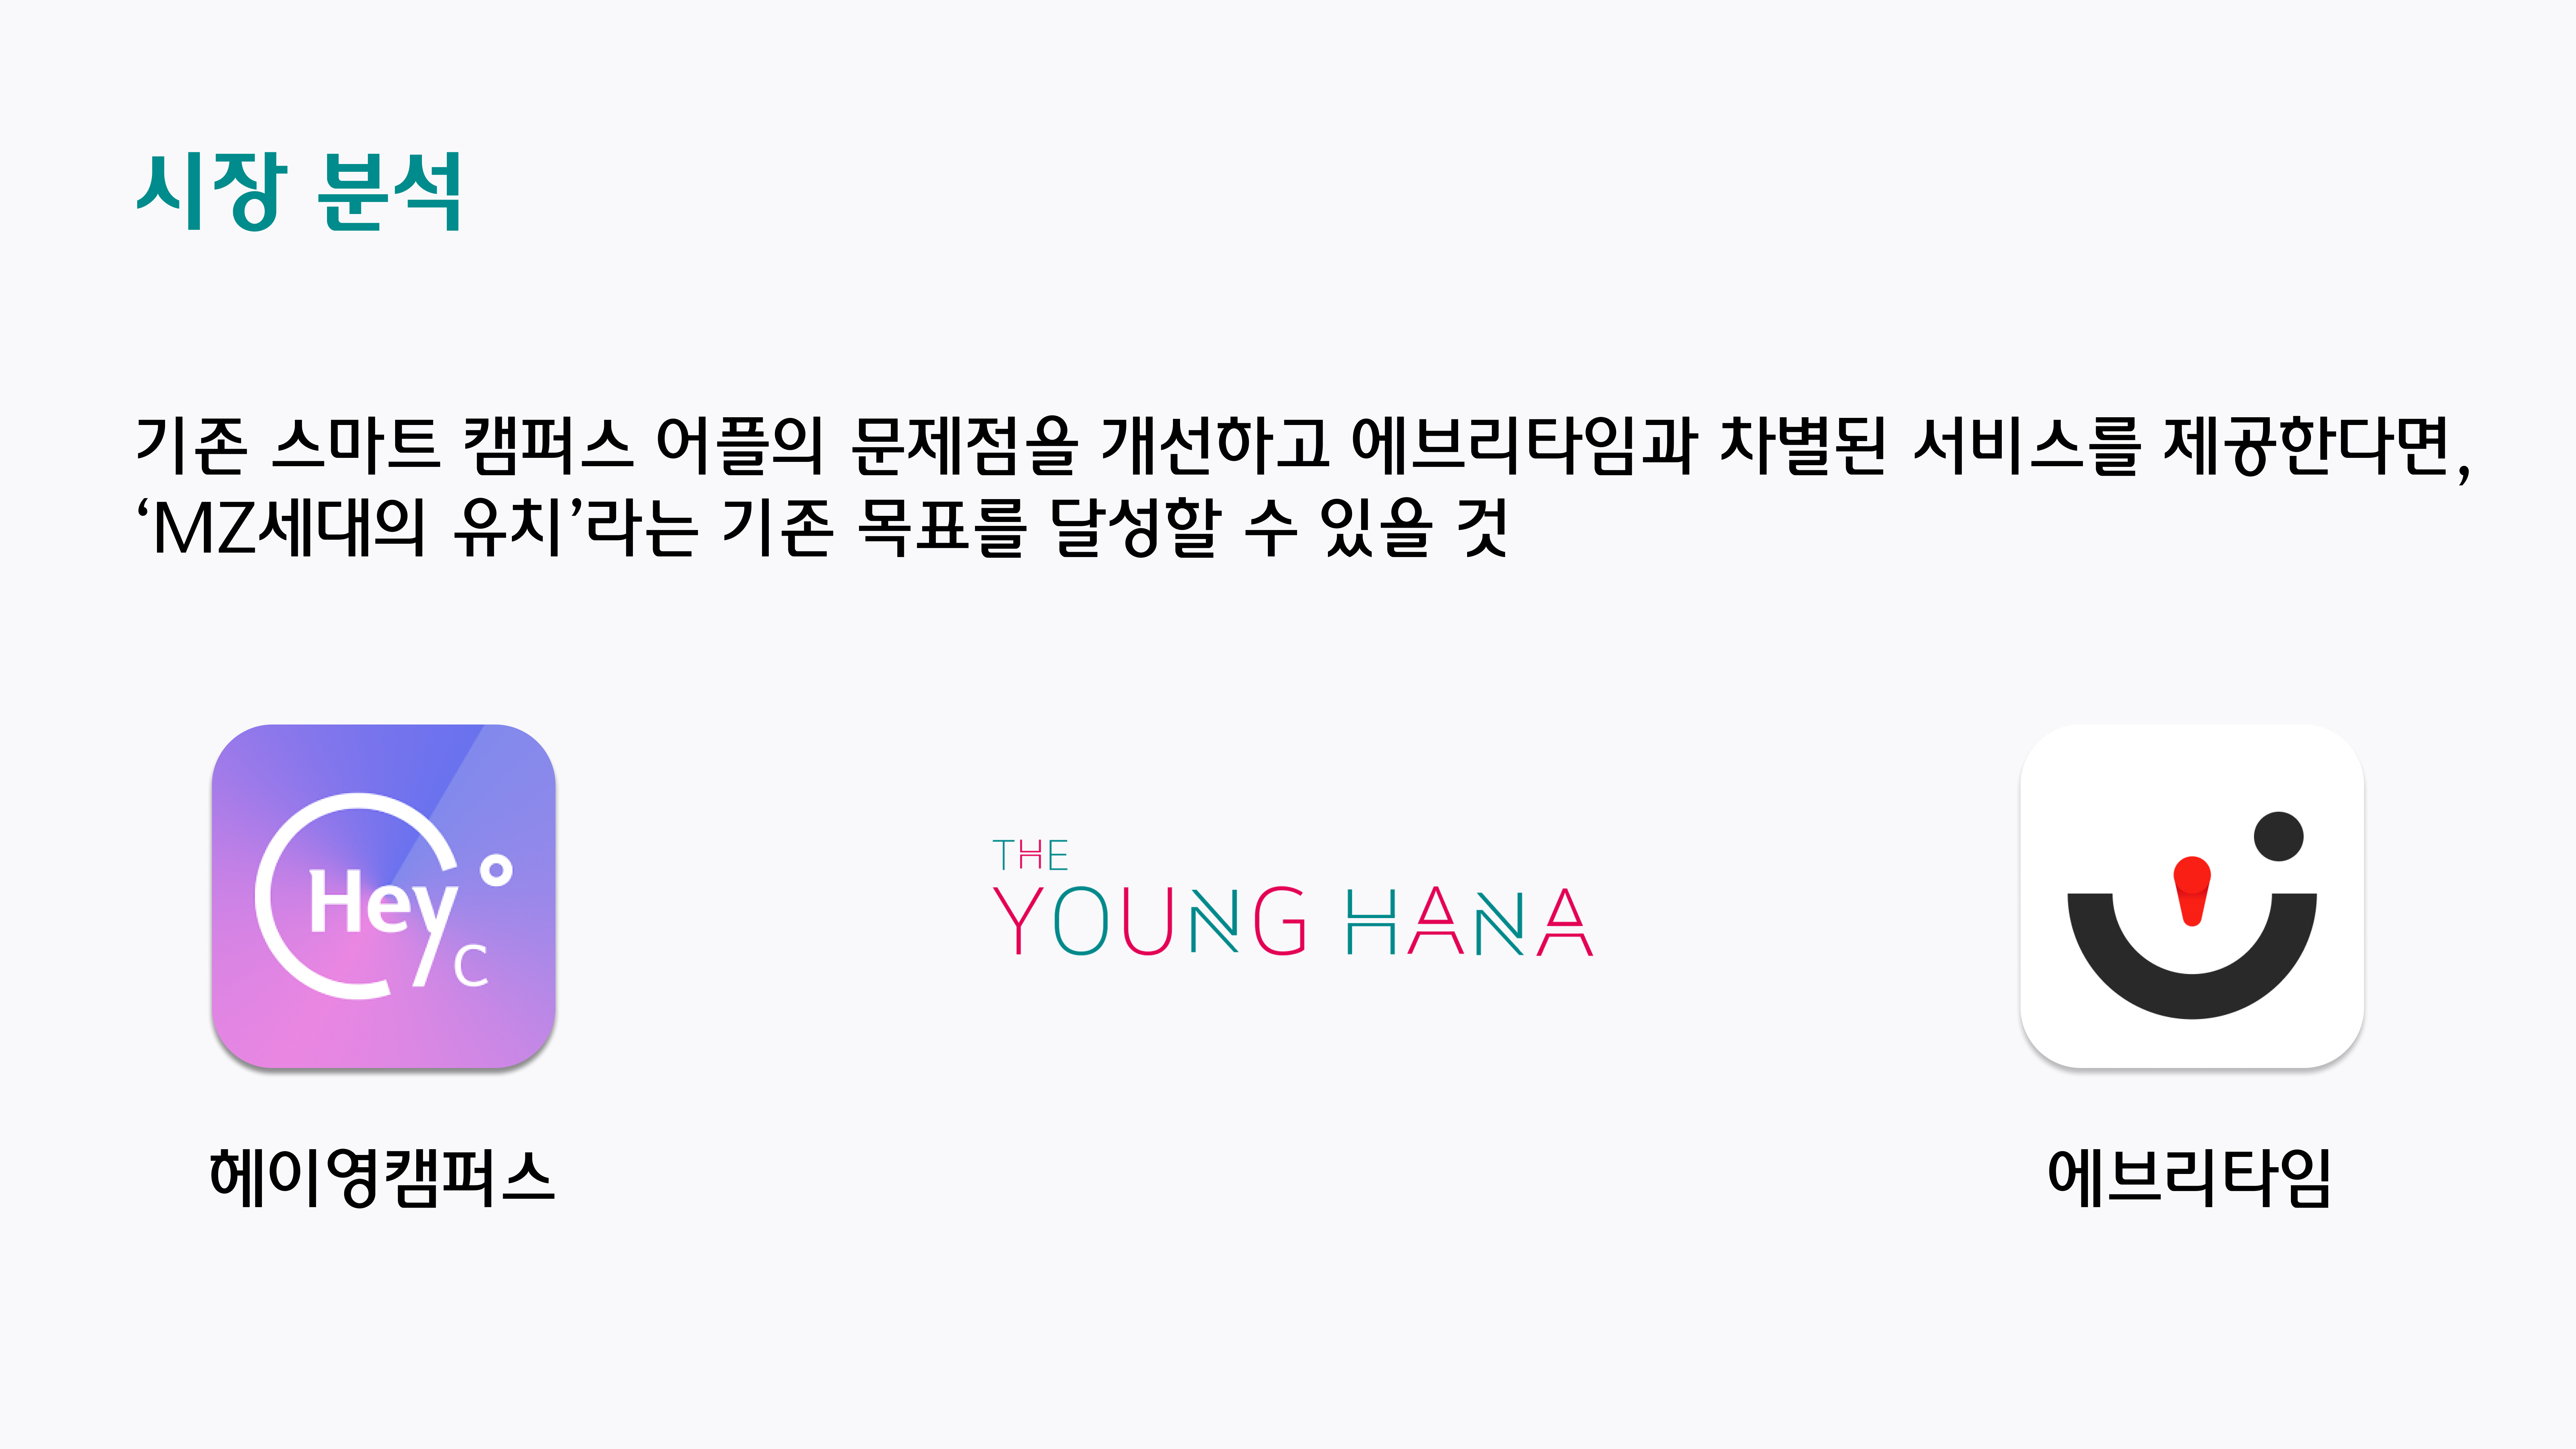 시장 분석
기존 스마트 캠퍼스 어플의 문제점을 개선하고 에브리타임과 차별된 서비스를 제공한다면,
‘MZ세대의 유치’라는 기존 목표를 달성할 수 있을 것
Hey
C
THE
YOUNG HANA
헤이영캠퍼스
에브리타임